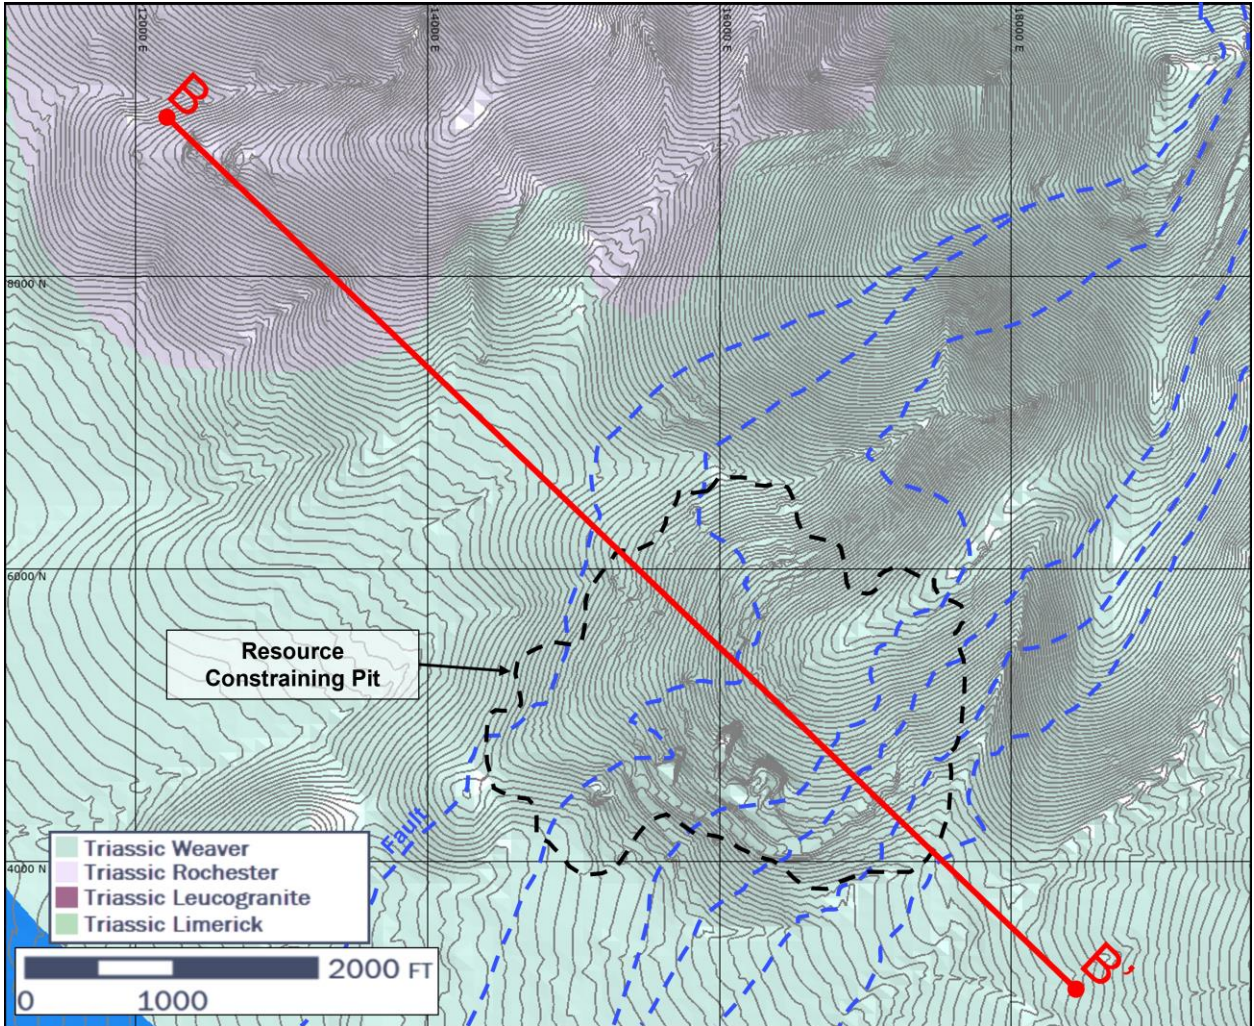 12000 E
14000 E
16000 E
18000 E
B
8000 N
6000 N
Resource
Constraining Pit
Fault
4000 N
Triassic Weaver
Triassic Rochester
Triassic Leucogranite
Triassic Limerick
2000 FT
0 1000
B'